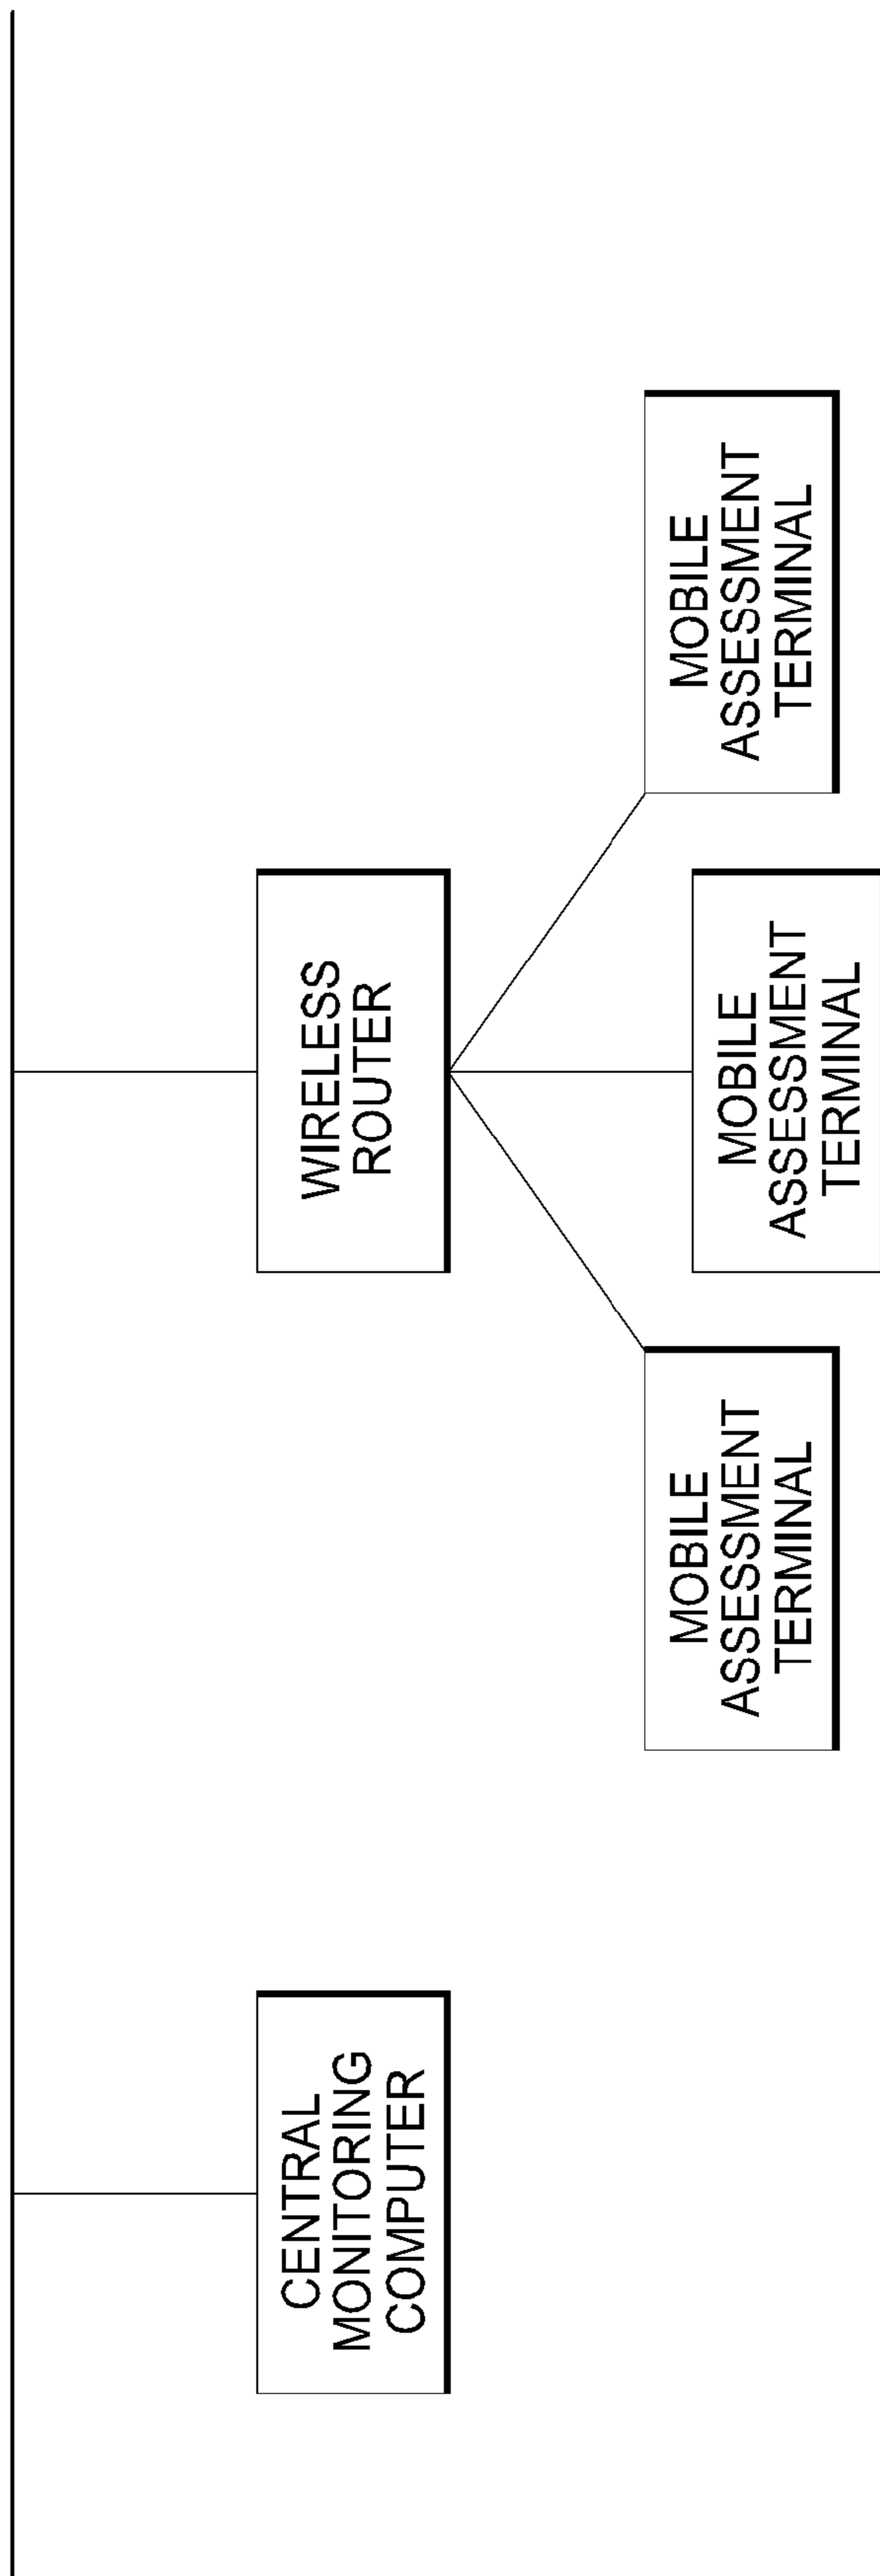 CENTRAL
MONITORING
COMPUTER
WIRELESS
ROUTER
MOBILE
ASSESSMENT
TERMINAL
MOBILE
ASSESSMENT
TERMINAL
MOBILE
ASSESSMENT
TERMINAL